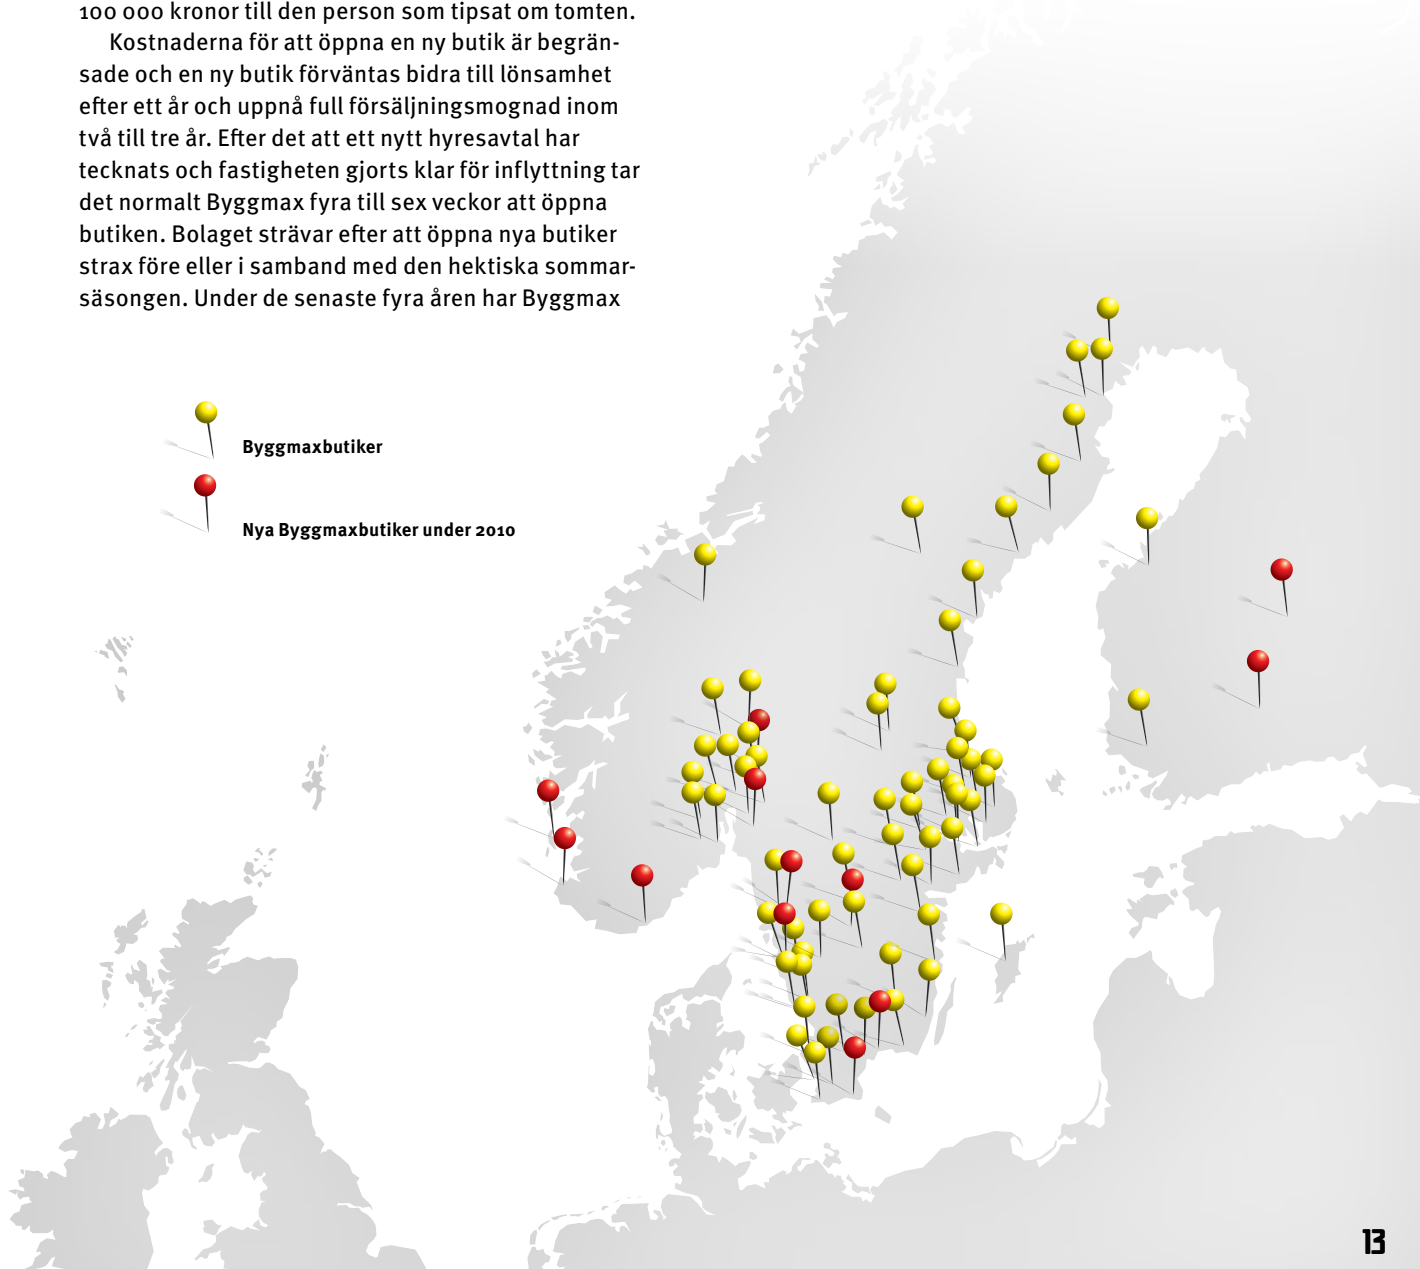 100 000 kronor till den person som tipsat om tomten.
Kostnaderna för att öppna en ny butik är begrän-
sade och en ny butik förväntas bidra till lönsamhet
efter ett år och uppnå full försäljningsmognad inom
två till tre år. Efter det att ett nytt hyresavtal har
tecknats och fastigheten gjorts klar för inflyttning tar
det normalt Byggmax fyra till sex veckor att öppna
butiken. Bolaget strävar efter att öppna nya butiker
strax före eller i samband med den hektiska sommar-
säsongen. Under de senaste fyra åren har Byggmax
Byggmaxbutiker
Nya Byggmaxbutiker under 2010
13